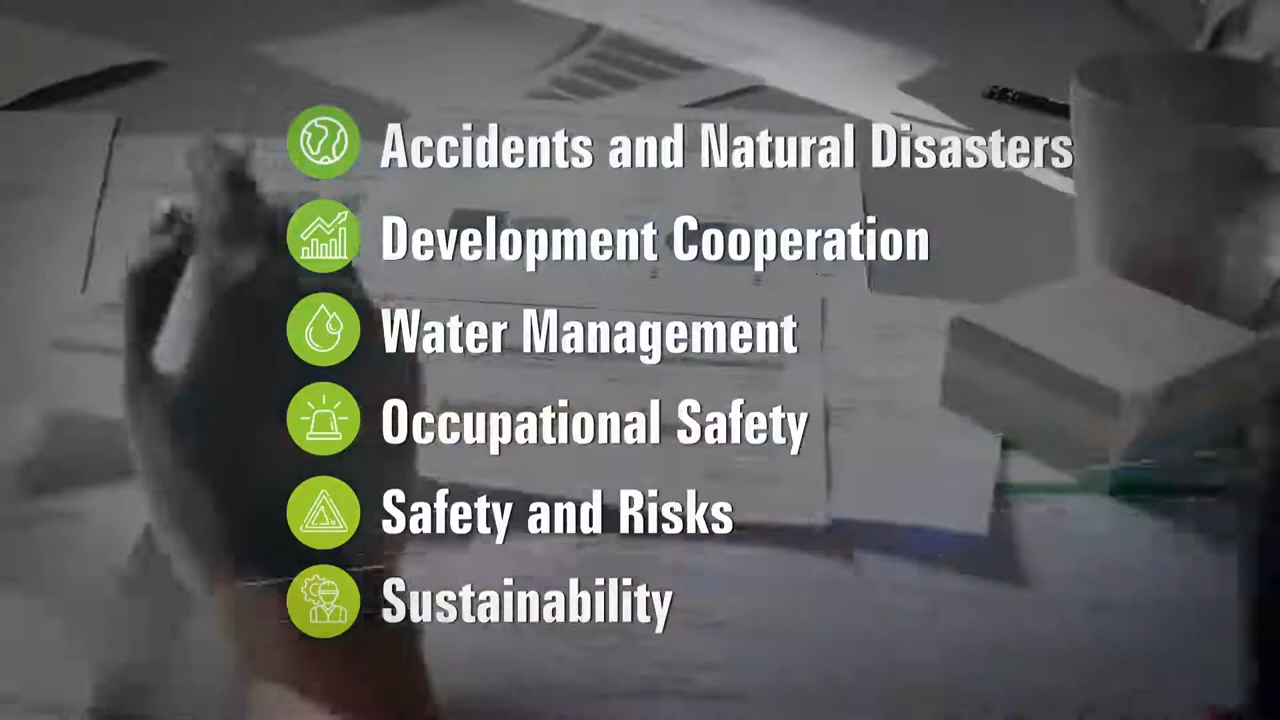 Accidents and Natural Disasters
Development Cooperation
Water Management
Occupational Safety
Safety and Risks
Sustainability